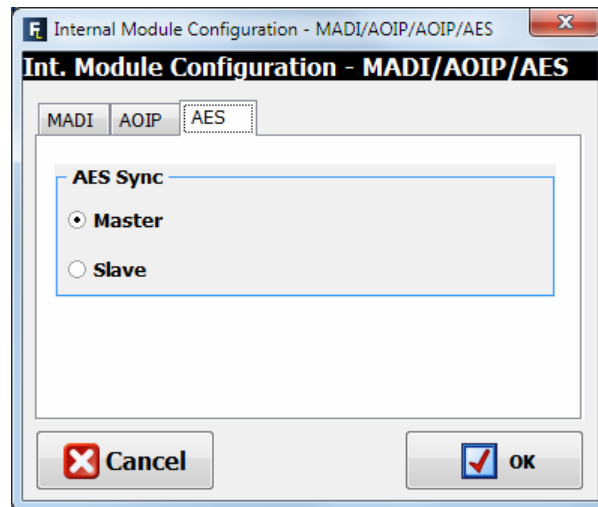 Internal Module Configuration - MADI/AOIP/AOIP/AES
Int. Module Configuration - MADI/AOIP/AES
MADI AOIP AES
AES Sync
Master
Slave
Cancel OK